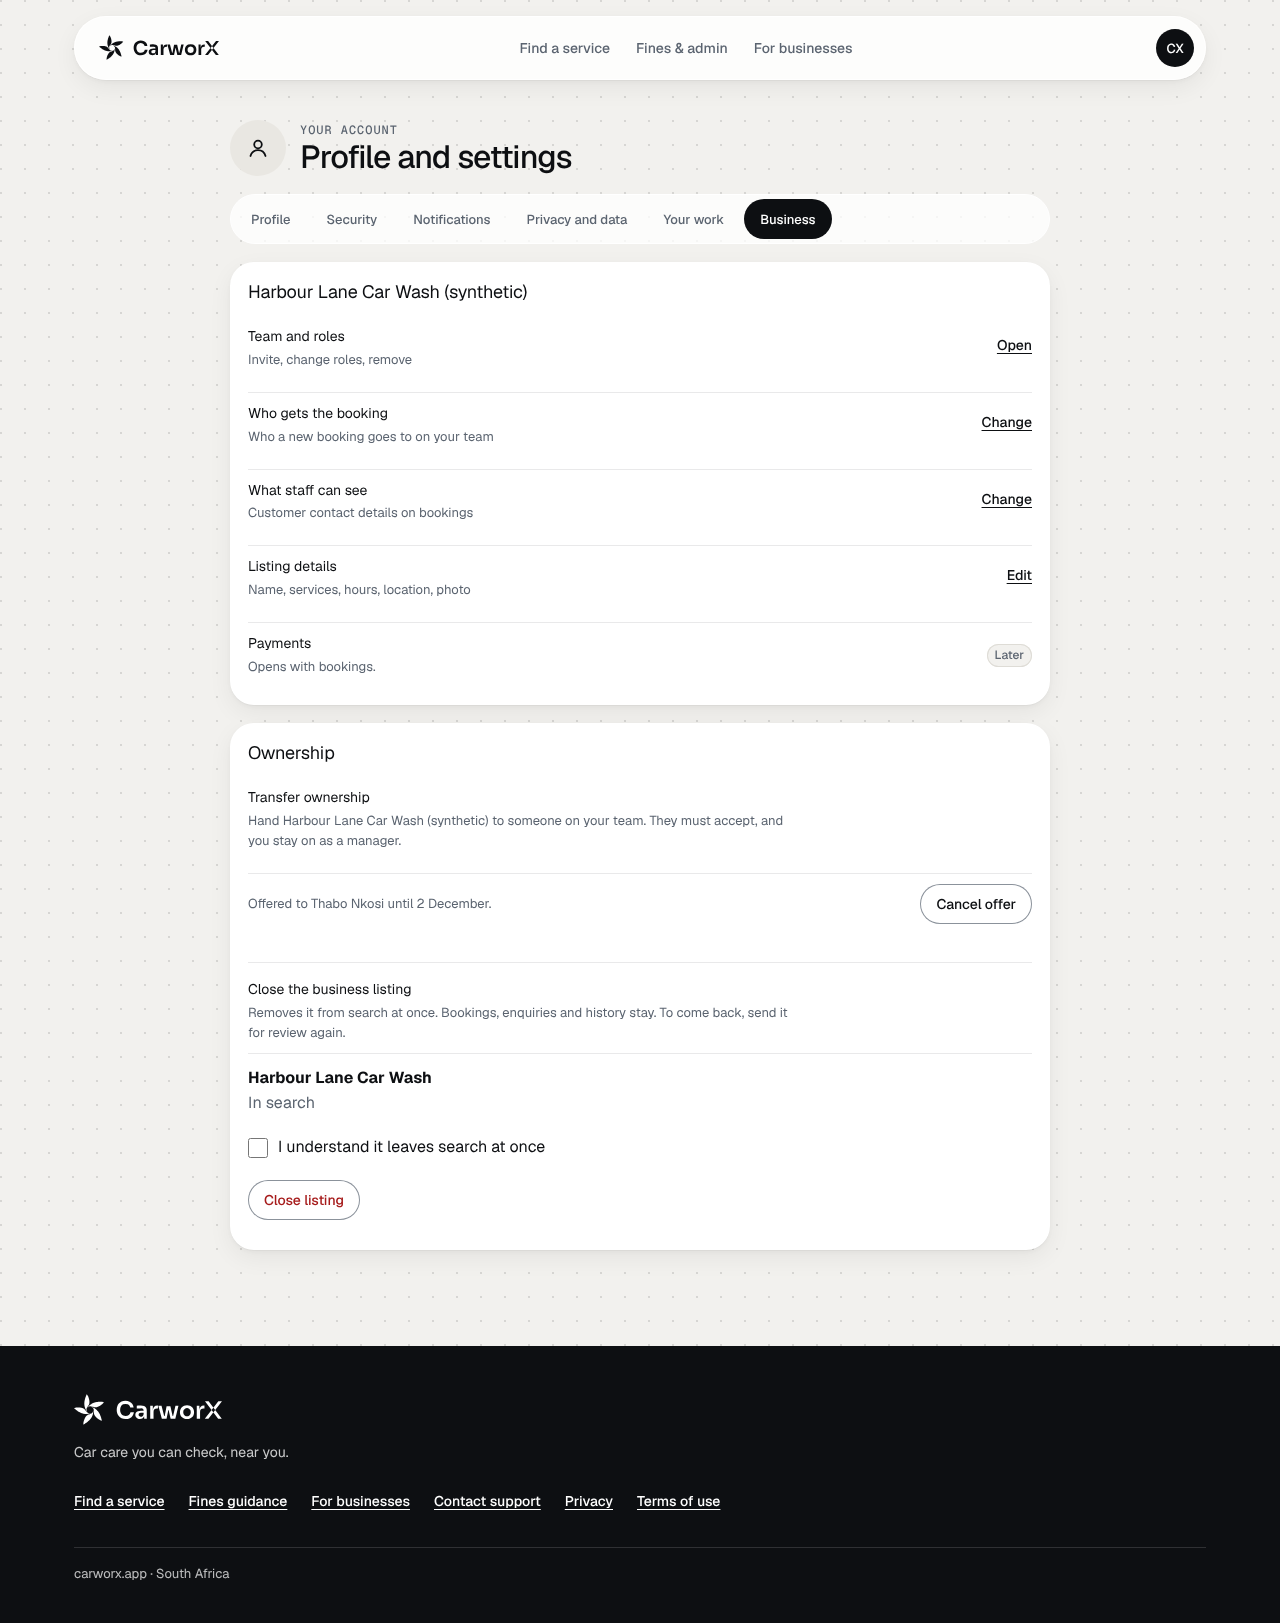 CarworX
Find a service
Fines & admin
For businesses
CX
YOUR ACCOUNT
Profile and settings
Profile
Security
Notifications
Privacy and data
Your work
Business
Harbour Lane Car Wash (synthetic)
Team and roles
Invite, change roles, remove
Open
Who gets the booking
Who a new booking goes to on your team
Change
What staff can see
Customer contact details on bookings
Change
Listing details
Name, services, hours, location, photo
Edit
Payments
Opens with bookings.
Later
Ownership
Transfer ownership
Hand Harbour Lane Car Wash (synthetic) to someone on your team. They must accept, and
you stay on as a manager.
Offered to Thabo Nkosi until 2 December.
Cancel offer
Close the business listing
Removes it from search at once. Bookings, enquiries and history stay. To come back, send it
for review again.
Harbour Lane Car Wash
In search
I understand it leaves search at once
Close listing
CarworX
Car care you can check, near you.
Find a service
Fines guidance
For businesses
Contact support
Privacy
Terms of use
carworx.app · South Africa